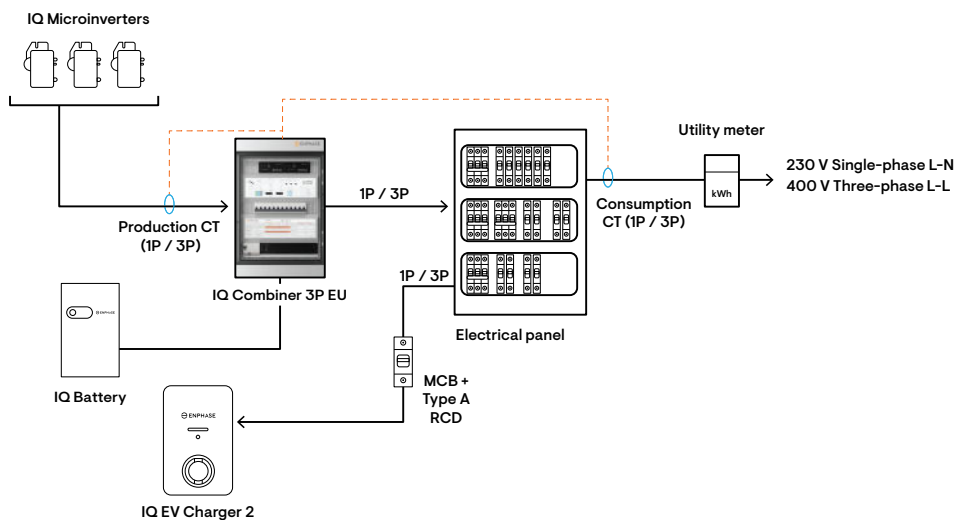 IQ Microinverters
ENPHASE
Utility meter
230 V Single-phase L-N
400 V Three-phase L-L
kWh
1P / 3P
Production CT
(1P / 3P)
Consumption
CT (1P / 3P)
1P / 3P
IQ Combiner 3P EU
Electrical panel
ENPHASE
IQ Battery
MCB +
Type A
RCD
ENPHASE
IQ EV Charger 2